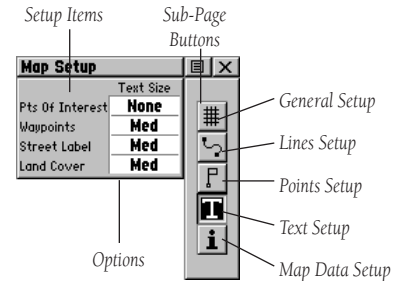 Setup Items
Sub-Page
Buttons
Map Setup
Text Size
Pts Of Interest None
Waypoints Med
Street Label Med
Land Cover Med
General Setup
Lines Setup
Points Setup
T
Text Setup
i
Map Data Setup
Options